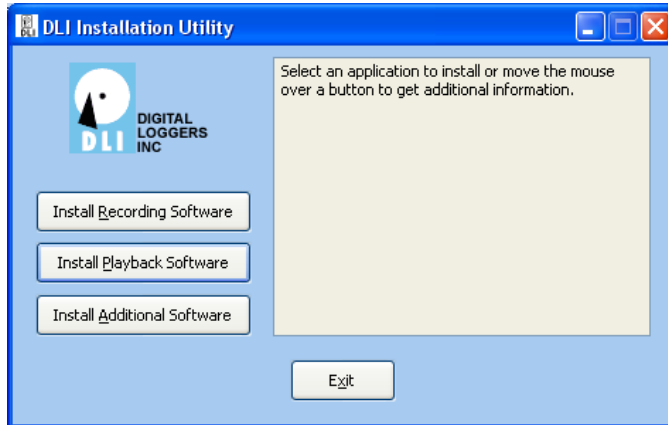 DLI Installation Utility
DLI
DIGITAL
LOGGERS
INC
Select an application to install or move the mouse
over a button to get additional information.
Install Recording Software
Install Playback Software
Install Additional Software
Exit